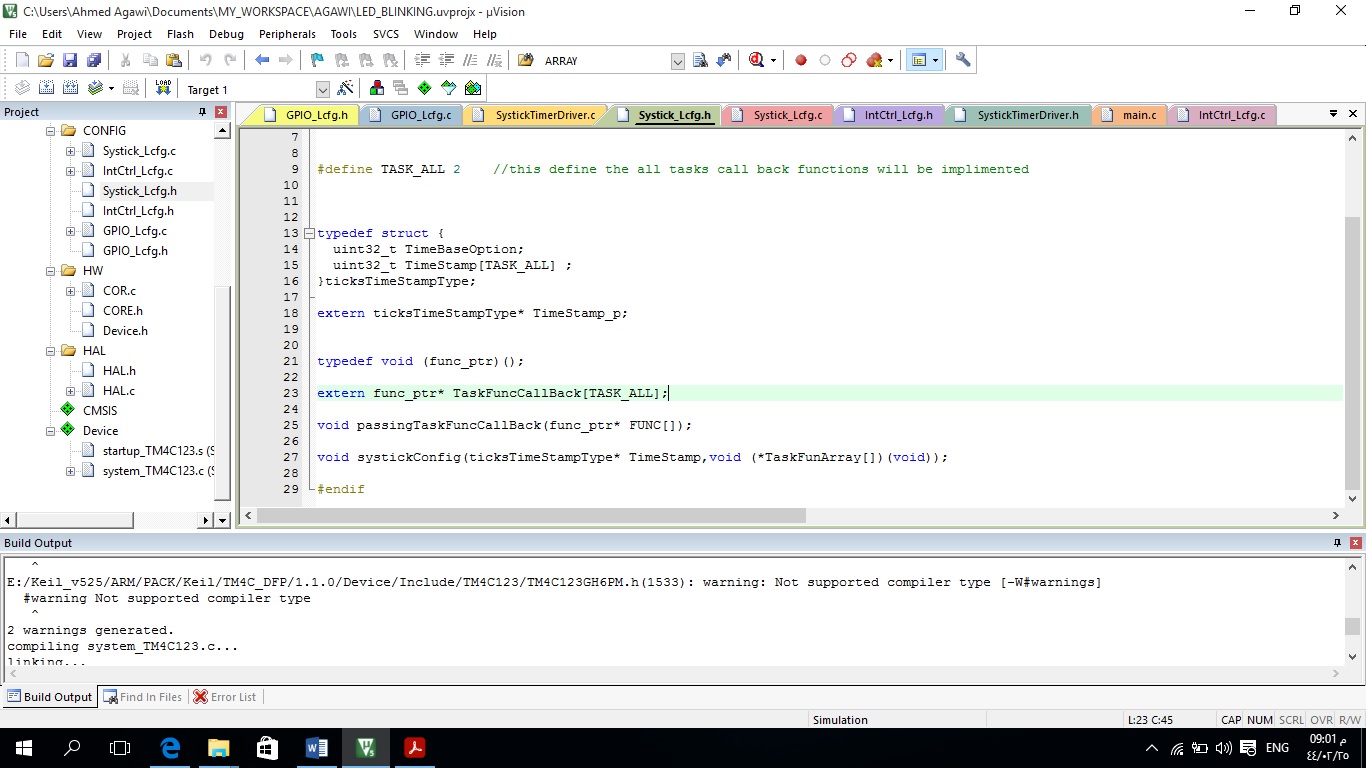 C:\Users\Ahmed Agawi\Documents\MY_WORKSPACE\AGAWI\LED_BLINKING.uvprojx - µVision
File Edit View Project Flash Debug Peripherals Tools SVCS Window Help
ARRAY
LOAD Target 1
Project
CONFIG
Systick_Lcfg.c
IntCtrl_Lcfg.c
Systick_Lcfg.h
IntCtrl_Lcfg.h
GPIO_Lcfg.c
GPIO_Lcfg.h
HW
COR.c
CORE.h
Device.h
HAL
HAL.h
HAL.c
CMSIS
Device
startup_TM4C123.s (S
system_TM4C123.c (S
GPIO_Lcfg.h GPIO_Lcfg.c SystickTimerDriver.c Systick_Lcfg.h Systick_Lcfg.c IntCtrl_Lcfg.h SystickTimerDriver.h main.c IntCtrl_Lcfg.c
7
8
9 #define TASK_ALL 2 //this define the all tasks call back functions will be implimented
10
11
12
13 typedef struct {
14 uint32_t TimeBaseOption;
15 uint32_t TimeStamp[TASK_ALL] ;
16 }ticksTimeStampType;
17
18 extern ticksTimeStampType* TimeStamp_p;
19
20
21 typedef void (func_ptr)();
22
23 extern func_ptr* TaskFuncCallBack[TASK_ALL];
24
25 void passingTaskFuncCallBack(func_ptr* FUNC[]);
26
27 void systickConfig(ticksTimeStampType* TimeStamp,void (*TaskFunArray[])(void));
28
29 #endif
Build Output
^
E:/Keil_v525/ARM/PACK/Keil/TM4C_DFP/1.1.0/Device/Include/TM4C123/TM4C123GH6PM.h(1533): warning: Not supported compiler type [-W#warnings]
#warning Not supported compiler type
^
2 warnings generated.
compiling system_TM4C123.c...
linking...
Build Output Find In Files Error List
Simulation L:23 C:45 CAP NUM SCRL OVR R/W
ENG
09:01 م
٤٤/٠٢/٢٥